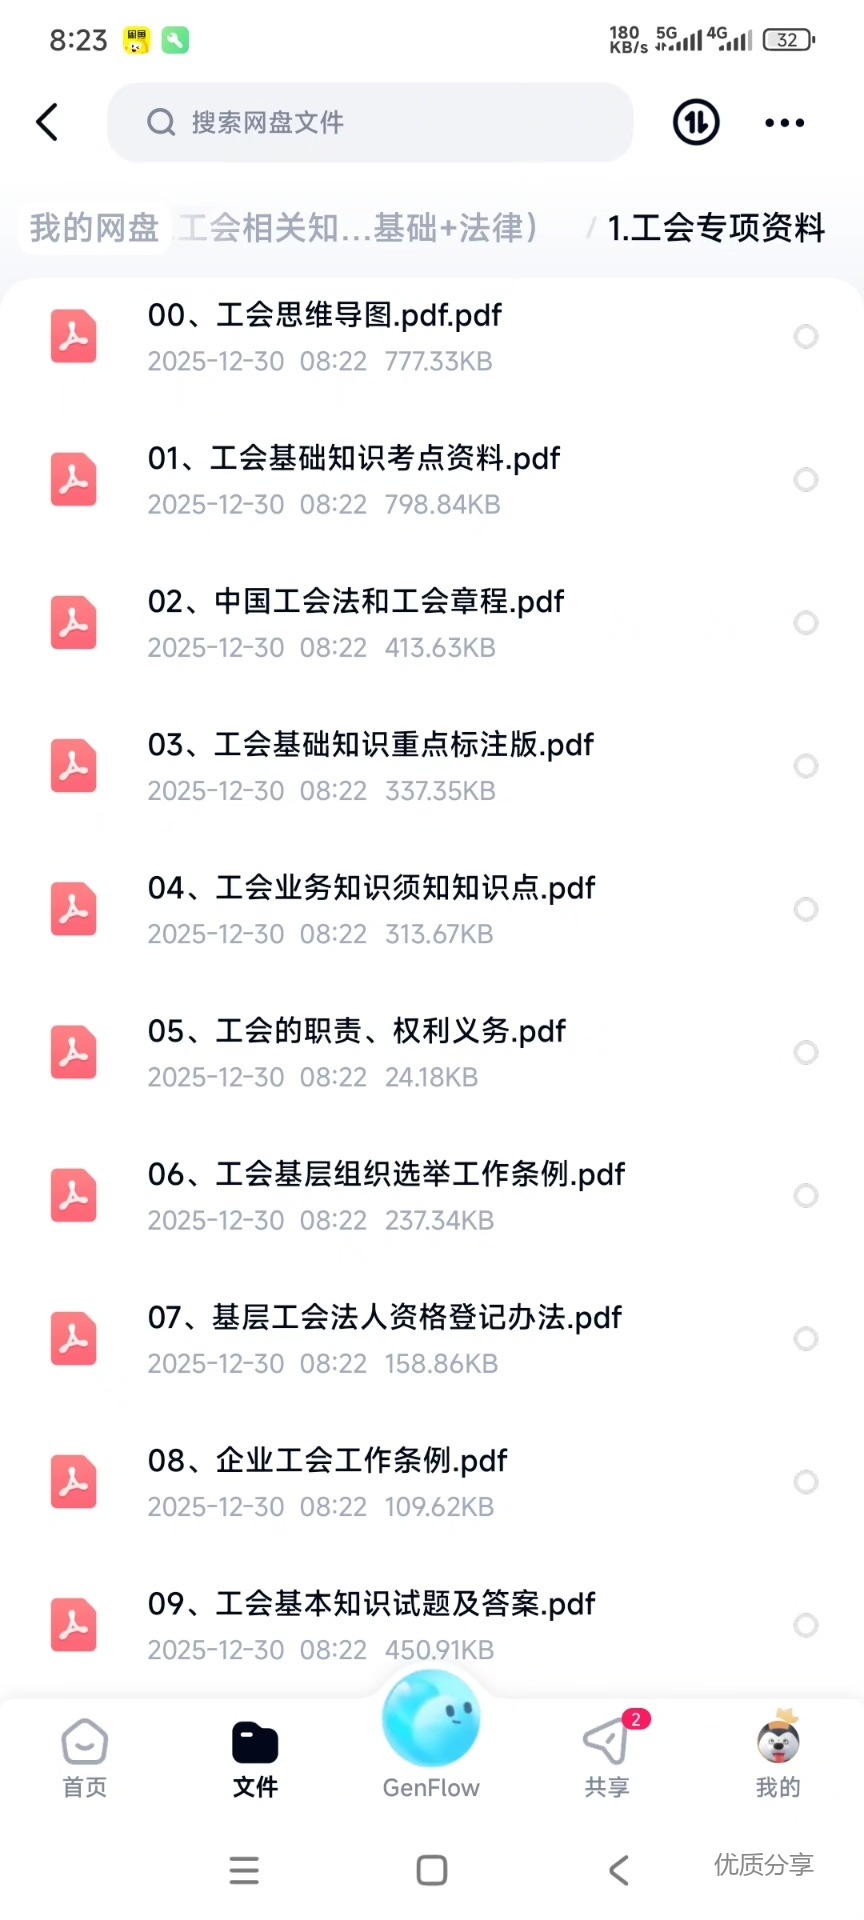 8:23
闲鱼
180 KB/s 5G 4G 32
搜索网盘文件
我的网盘 工会相关知...基础+法律） / 1.工会专项资料
00、工会思维导图.pdf.pdf
2025-12-30 08:22 777.33KB
01、工会基础知识考点资料.pdf
2025-12-30 08:22 798.84KB
02、中国工会法和工会章程.pdf
2025-12-30 08:22 413.63KB
03、工会基础知识重点标注版.pdf
2025-12-30 08:22 337.35KB
04、工会业务知识须知知识点.pdf
2025-12-30 08:22 313.67KB
05、工会的职责、权利义务.pdf
2025-12-30 08:22 24.18KB
06、工会基层组织选举工作条例.pdf
2025-12-30 08:22 237.34KB
07、基层工会法人资格登记办法.pdf
2025-12-30 08:22 158.86KB
08、企业工会工作条例.pdf
2025-12-30 08:22 109.62KB
09、工会基本知识试题及答案.pdf
2025-12-30 08:22 450.91KB
2
首页 文件 GenFlow 共享 我的
优质分享